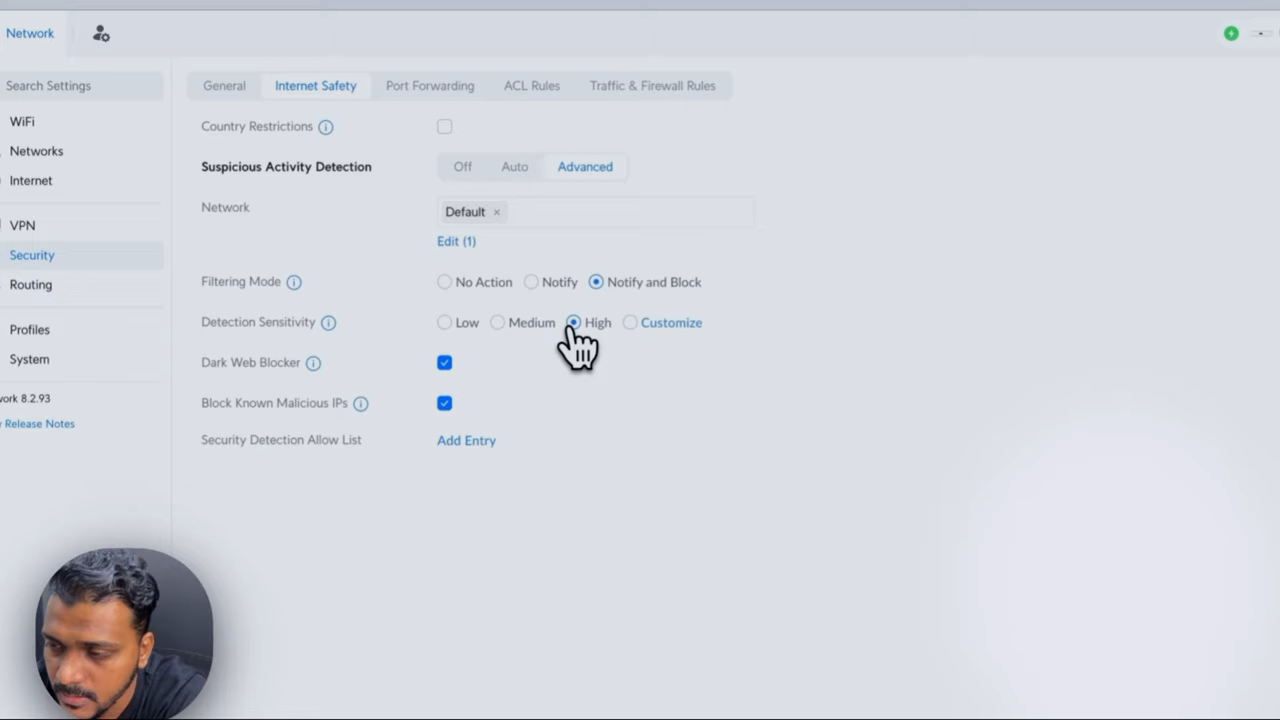 Network
Search Settings
WiFi
Networks
Internet
VPN
Security
Routing
Profiles
System
work 8.2.93
Release Notes
General Internet Safety Port Forwarding ACL Rules Traffic & Firewall Rules
Country Restrictions
Suspicious Activity Detection Off Auto Advanced
Network Default ×
Edit (1)
Filtering Mode No Action Notify Notify and Block
Detection Sensitivity Low Medium High Customize
Dark Web Blocker
Block Known Malicious IPs
Security Detection Allow List Add Entry